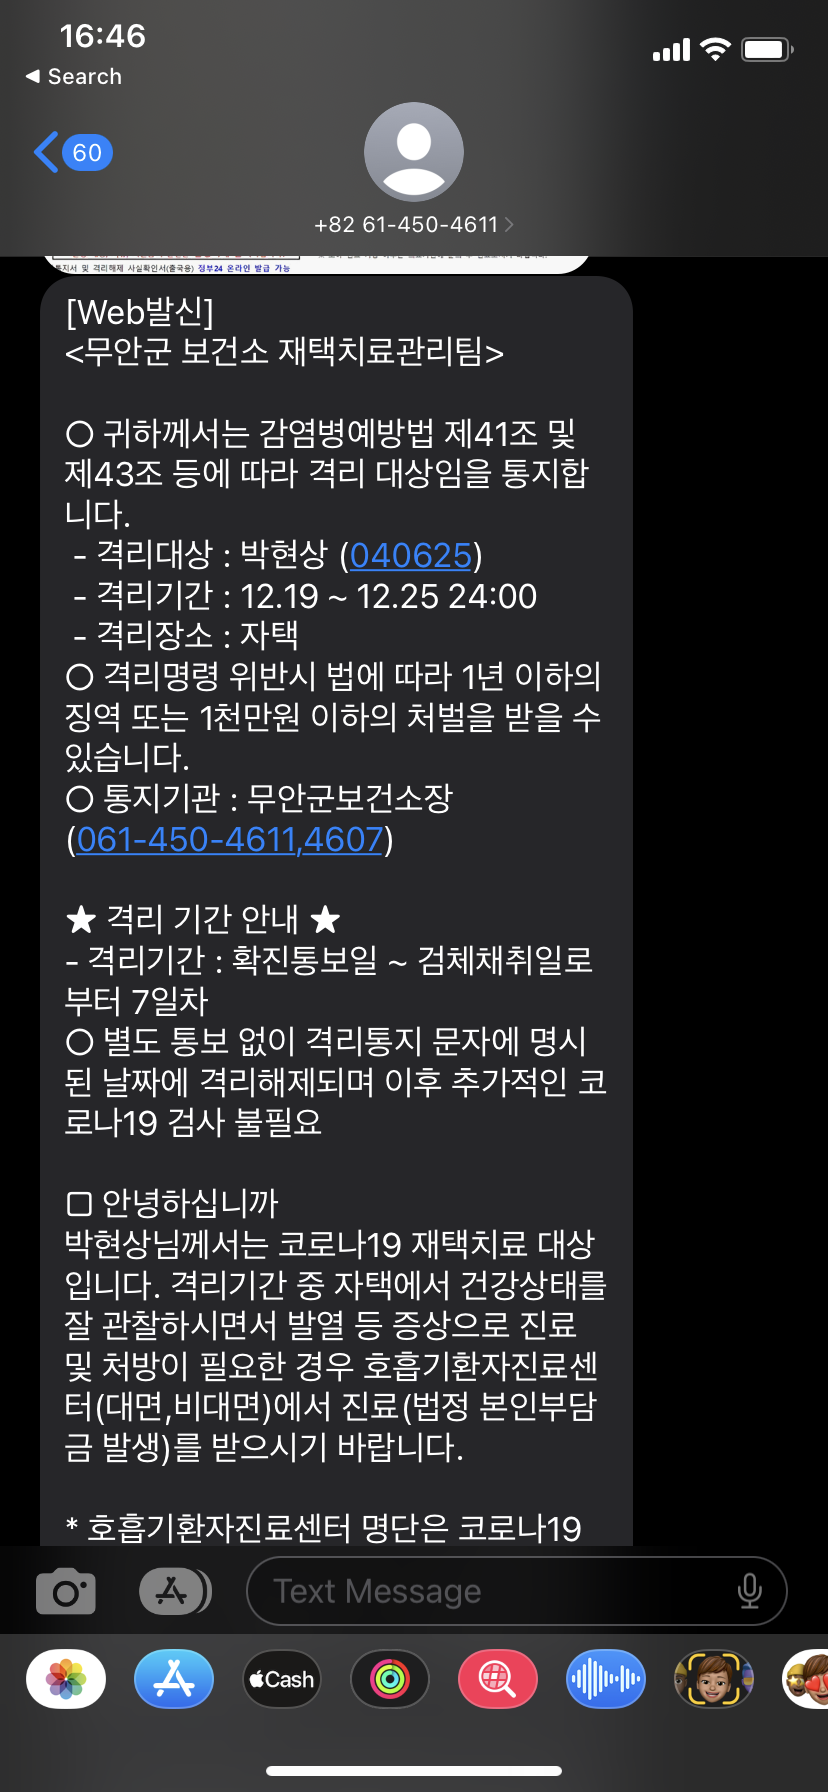 16:46
◀ Search
60
+82 61-450-4611
통지서 및 격리해제 사실확인서(출국용) 정부24 온라인 발급 가능
[Web발신]
<무안군 보건소 재택치료관리팀>
○ 귀하께서는 감염병예방법 제41조 및
제43조 등에 따라 격리 대상임을 통지합
니다.
- 격리대상 : 박현상 (040625)
- 격리기간 : 12.19 ~ 12.25 24:00
- 격리장소 : 자택
○ 격리명령 위반시 법에 따라 1년 이하의
징역 또는 1천만원 이하의 처벌을 받을 수
있습니다.
○ 통지기관 : 무안군보건소장
(061-450-4611,4607)
★ 격리 기간 안내 ★
- 격리기간 : 확진통보일 ~ 검체채취일로
부터 7일차
○ 별도 통보 없이 격리통지 문자에 명시
된 날짜에 격리해제되며 이후 추가적인 코
로나19 검사 불필요
□ 안녕하십니까
박현상님께서는 코로나19 재택치료 대상
입니다. 격리기간 중 자택에서 건강상태를
잘 관찰하시면서 발열 등 증상으로 진료
및 처방이 필요한 경우 호흡기환자진료센
터(대면,비대면)에서 진료(법정 본인부담
금 발생)를 받으시기 바랍니다.
* 호흡기환자진료센터 명단은 코로나19
Text Message
Cash